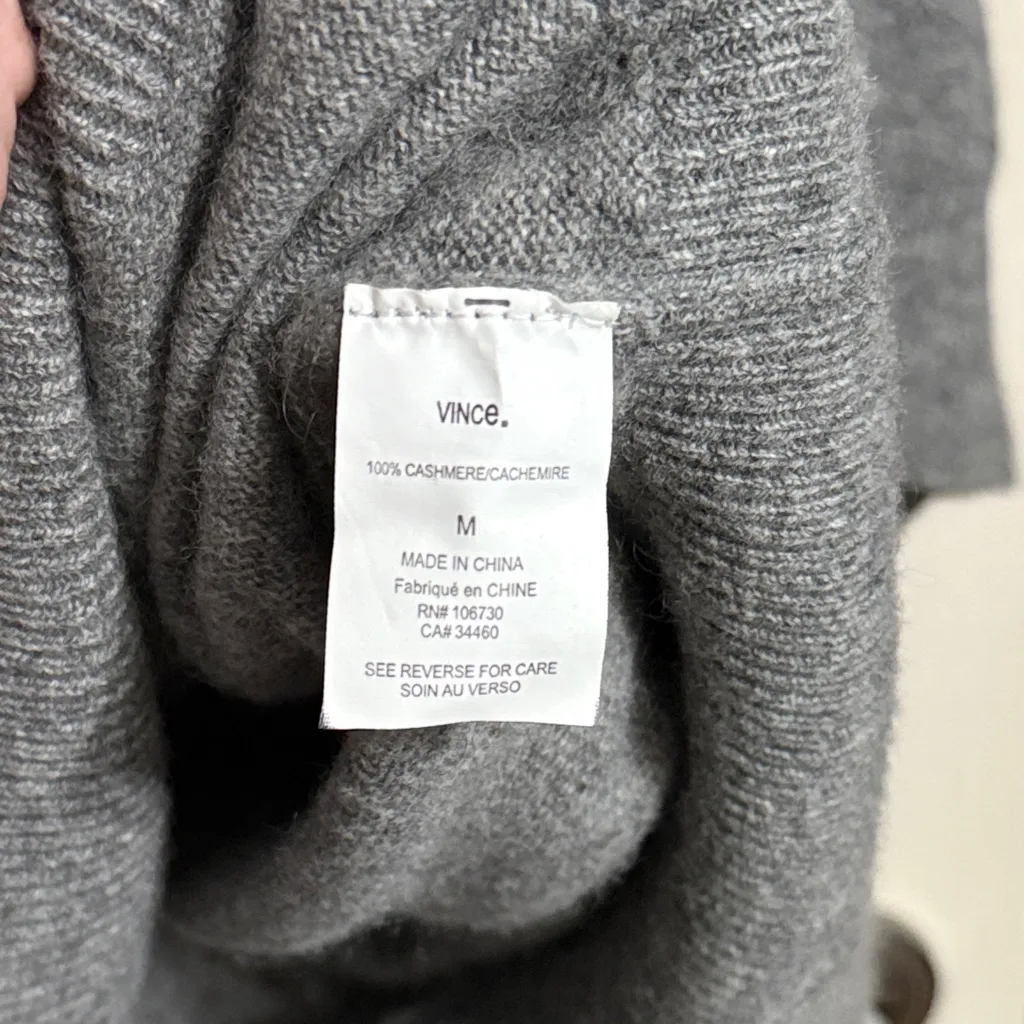 VINCe.
100% CASHMERE/CACHEMIRE
M
MADE IN CHINA
Fabriqué en CHINE
RN# 106730
CA# 34460
SEE REVERSE FOR CARE
SOIN AU VERSO